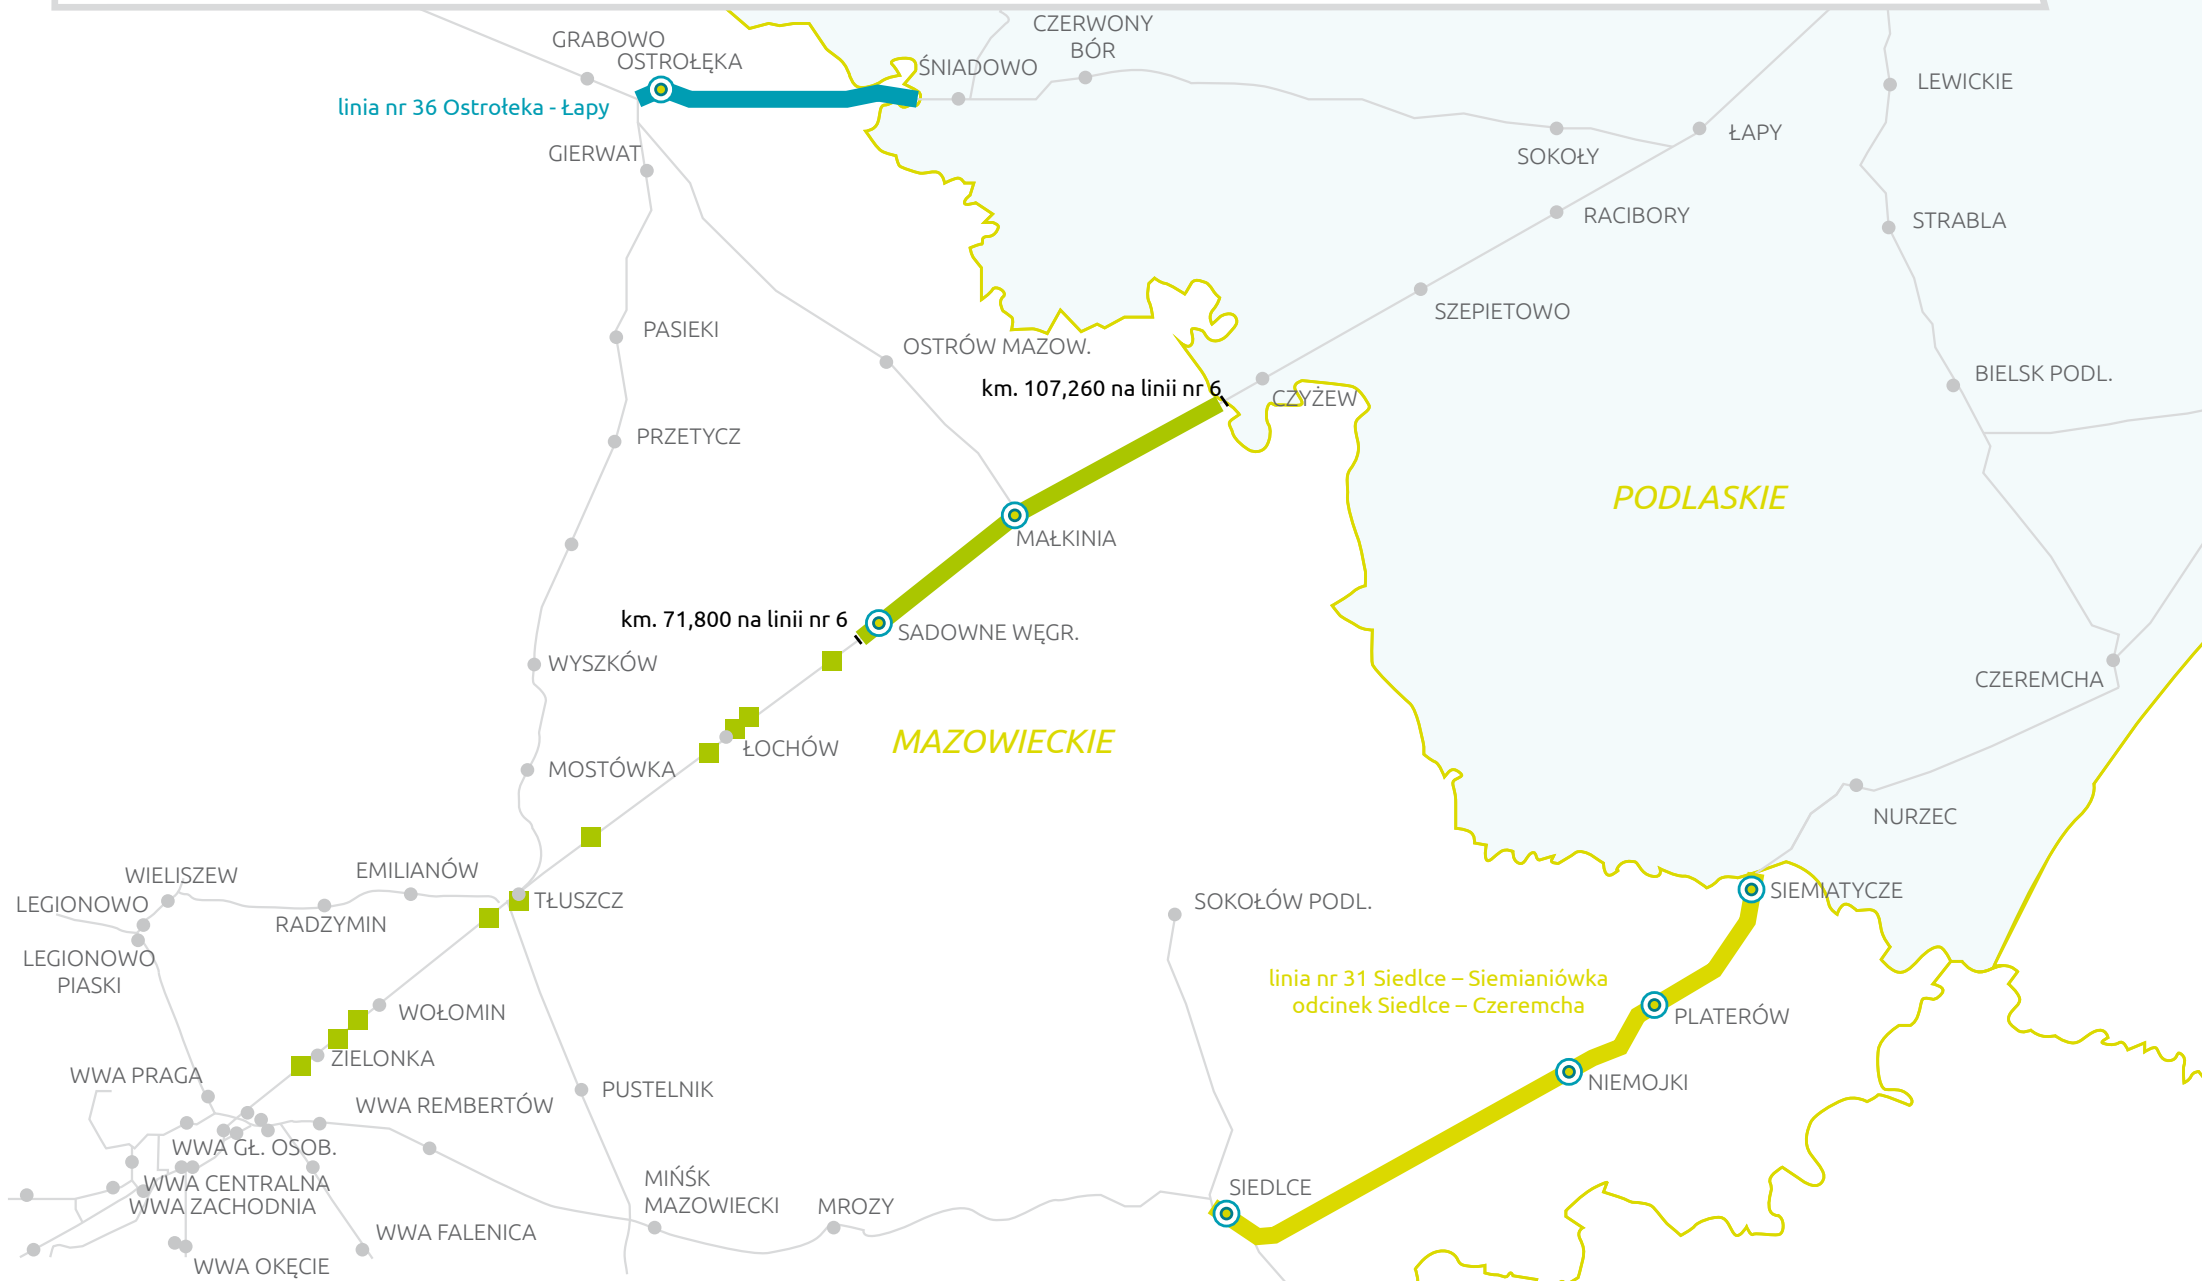 CZERWONY
BÓR
GRABOWO
OSTROŁĘKA
ŚNIADOWO
LEWICKIE
linia nr 36 Ostrołeka - Łapy
ŁAPY
GIERWAT
SOKOŁY
RACIBORY
STRABLA
SZEPIETOWO
PASIEKI
OSTRÓW MAZOW.
BIELSK PODL.
km. 107,260 na linii nr 6
CZYŻEW
PRZETYCZ
PODLASKIE
MAŁKINIA
km. 71,800 na linii nr 6
SADOWNE WĘGR.
WYSZKÓW
CZEREMCHA
MAZOWIECKIE
ŁOCHÓW
MOSTÓWKA
NURZEC
WIELISZEW
EMILIANÓW
SIEMIATYCZE
LEGIONOWO
TŁUSZCZ
SOKOŁÓW PODL.
RADZYMIN
LEGIONOWO
PIASKI
linia nr 31 Siedlce – Siemianiówka
odcinek Siedlce – Czeremcha
WOŁOMIN
PLATERÓW
ZIELONKA
WWA PRAGA
NIEMOJKI
PUSTELNIK
WWA REMBERTÓW
WWA GŁ. OSOB.
WWA CENTRALNA
WWA ZACHODNIA
MIŃŚK
MAZOWIECKI
SIEDLCE
MROZY
WWA FALENICA
WWA OKĘCIE